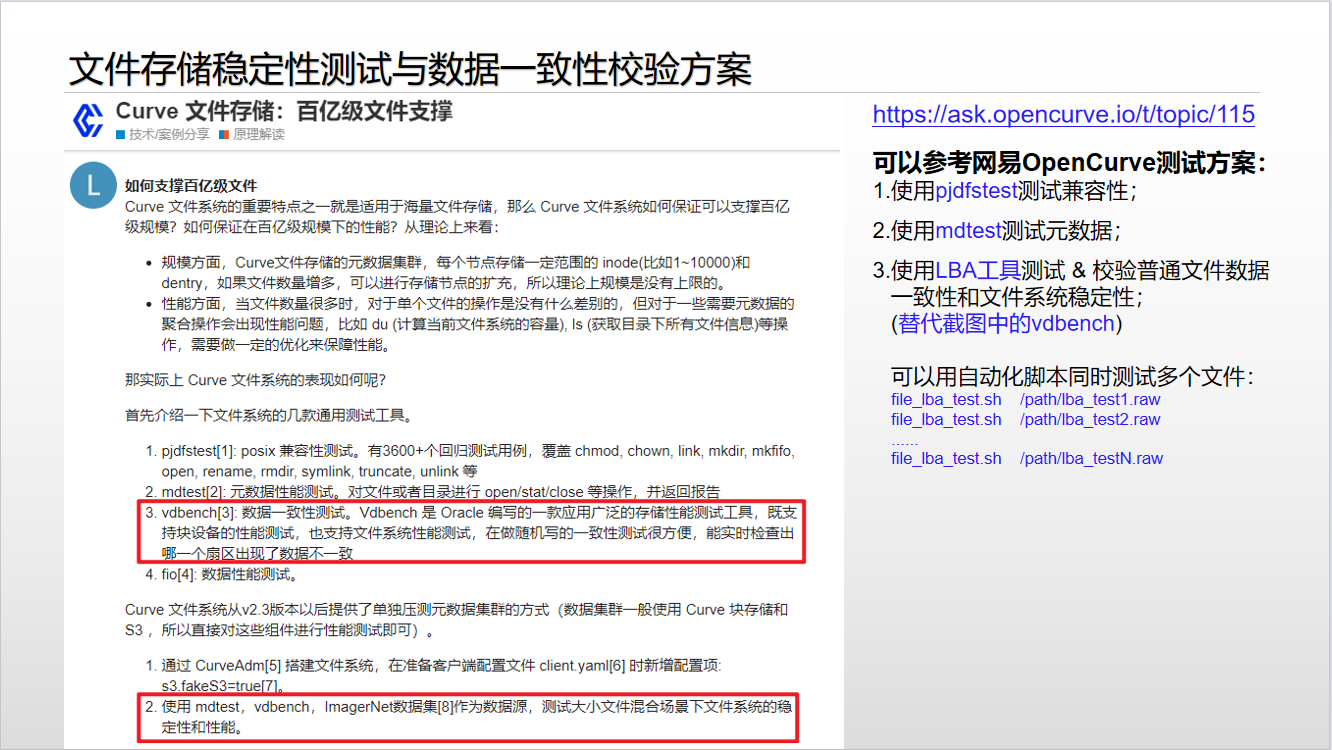 文件存储稳定性测试与数据一致性校验方案
Curve 文件存储：百亿级文件支撑
技术/案例分享 原理解读
L
如何支撑百亿级文件
Curve 文件系统的重要特点之一就是适用于海量文件存储，那么 Curve 文件系统如何保证可以支撑百亿
级规模？如何保证在百亿级规模下的性能？从理论上来看：
• 规模方面，Curve文件存储的元数据集群，每个节点存储一定范围的 inode(比如1~10000)和
dentry，如果文件数量增多，可以进行存储节点的扩充，所以理论上规模是没有上限的。
• 性能方面，当文件数量很多时，对于单个文件的操作是没有什么差别的，但对于一些需要元数据的
聚合操作会出现性能问题，比如 du (计算当前文件系统的容量), ls (获取目录下所有文件信息)等操
作，需要做一定的优化来保障性能。
那实际上 Curve 文件系统的表现如何呢？
首先介绍一下文件系统的几款通用测试工具。
1. pjdfstest[1]: posix 兼容性测试。有3600+个回归测试用例，覆盖 chmod, chown, link, mkdir, mkfifo,
open, rename, rmdir, symlink, truncate, unlink 等
2. mdtest[2]: 元数据性能测试。对文件或者目录进行 open/stat/close 等操作，并返回报告
3. vdbench[3]: 数据一致性测试。Vdbench 是 Oracle 编写的一款应用广泛的存储性能测试工具，既支
持块设备的性能测试，也支持文件系统性能测试，在做随机写的一致性测试很方便，能实时检查出
哪一个扇区出现了数据不一致
4. fio[4]: 数据性能测试。
Curve 文件系统从v2.3版本以后提供了单独压测元数据集群的方式（数据集群一般使用 Curve 块存储和
S3 ，所以直接对这些组件进行性能测试即可）。
1. 通过 CurveAdm[5] 搭建文件系统，在准备客户端配置文件 client.yaml[6] 时新增配置项:
s3.fakeS3=true[7]。
2. 使用 mdtest，vdbench，ImagerNet数据集[8]作为数据源，测试大小文件混合场景下文件系统的稳
定性和性能。
https://ask.opencurve.io/t/topic/115
可以参考网易OpenCurve测试方案：
1.使用pjdfstest测试兼容性；
2.使用mdtest测试元数据；
3.使用LBA工具测试 & 校验普通文件数据
一致性和文件系统稳定性；
(替代截图中的vdbench)
可以用自动化脚本同时测试多个文件：
file_lba_test.sh /path/lba_test1.raw
file_lba_test.sh /path/lba_test2.raw
......
file_lba_test.sh /path/lba_testN.raw